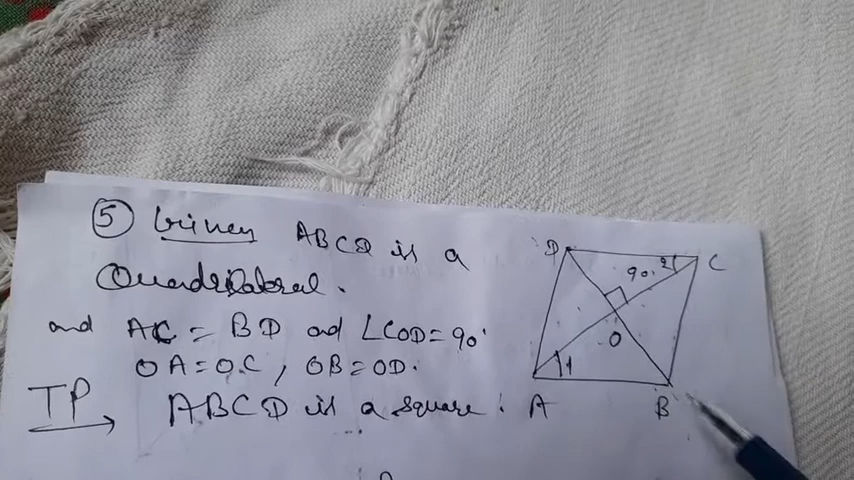 ⑤ Given ABCD is a
Quadrilateral.
and AC = BD and ∠COD = 90°
OA = OC, OB = OD.
TP → ABCD is a square.
D
C
90°
2
O
1
A
B